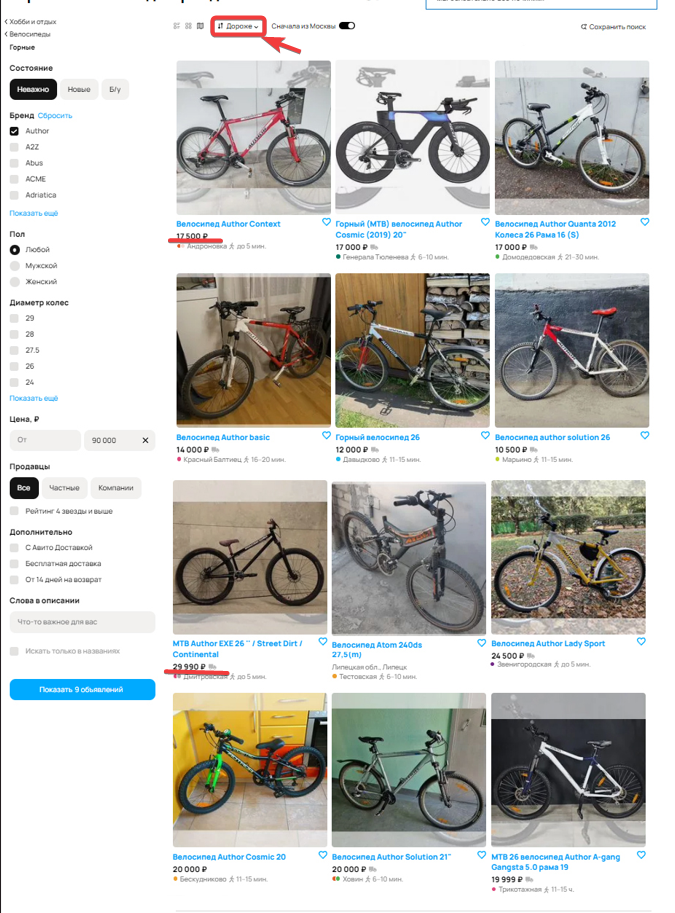 Хобби и отдых
Велосипеды
Горные
Дороже
Сначала из Москвы
Сохранить поиск
Состояние
Неважно
Новые
Б/у
Бренд Сбросить
Author
A2Z
Abus
ACME
Adriatica
Показать ещё
Пол
Любой
Мужской
Женский
Диаметр колес
29
28
27.5
26
24
Показать ещё
Цена, ₽
От
90 000
Продавцы
Все
Частные
Компании
Рейтинг 4 звезды и выше
Дополнительно
С Авито Доставкой
Бесплатная доставка
От 14 дней на возврат
Слова в описании
Что-то важное для вас
Искать только в названиях
Показать 9 объявлений
Велосипед Author Context
17 500 ₽
Андроновка до 5 мин.
Горный (MTB) велосипед Author
Cosmic (2019) 20"
17 000 ₽
Генерала Тюленева 6-10 мин.
Велосипед Author Quanta 2012
Колеса 26 Рама 16 (S)
17 000 ₽
Домодедовская 21-30 мин.
Велосипед Author basic
14 000 ₽
Красный Балтиец 16-20 мин.
Горный велосипед 26
12 000 ₽
Давыдково 11-15 мин.
Велосипед author solution 26
10 500 ₽
Марьино 11-15 мин.
MTB Author EXE 26 '' / Street Dirt /
Continental
29 990 ₽
Дмитровская до 5 мин.
Велосипед Atom 240ds
27,5(m)
Липецкая обл., Липецк
Тестовская 6-10 мин.
Велосипед Author Lady Sport
24 500 ₽
Звенигородская до 5 мин.
Велосипед Author Cosmic 20
20 000 ₽
Бескудниково 11-15 мин.
Велосипед Author Solution 21"
20 000 ₽
Ховин 6-10 мин.
MTB 26 велосипед Author A-gang
Gangsta 5.0 рама 19
19 999 ₽
Трикотажная 11-15 ч.